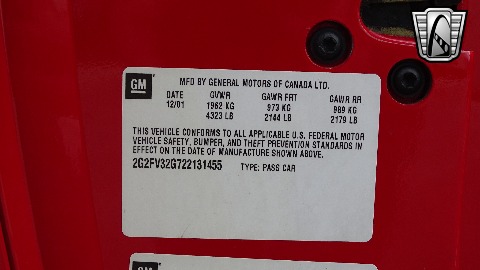 GM
MFD BY GENERAL MOTORS OF CANADA LTD.
DATE GVWR GAWR FRT GAWR RR
12/01 1962 KG 973 KG 989 KG
4323 LB 2144 LB 2179 LB
THIS VEHICLE CONFORMS TO ALL APPLICABLE U.S. FEDERAL MOTOR
VEHICLE SAFETY, BUMPER, AND THEFT PREVENTION STANDARDS IN
EFFECT ON THE DATE OF MANUFACTURE SHOWN ABOVE.
2G2FV32G722131455 TYPE: PASS CAR
GM